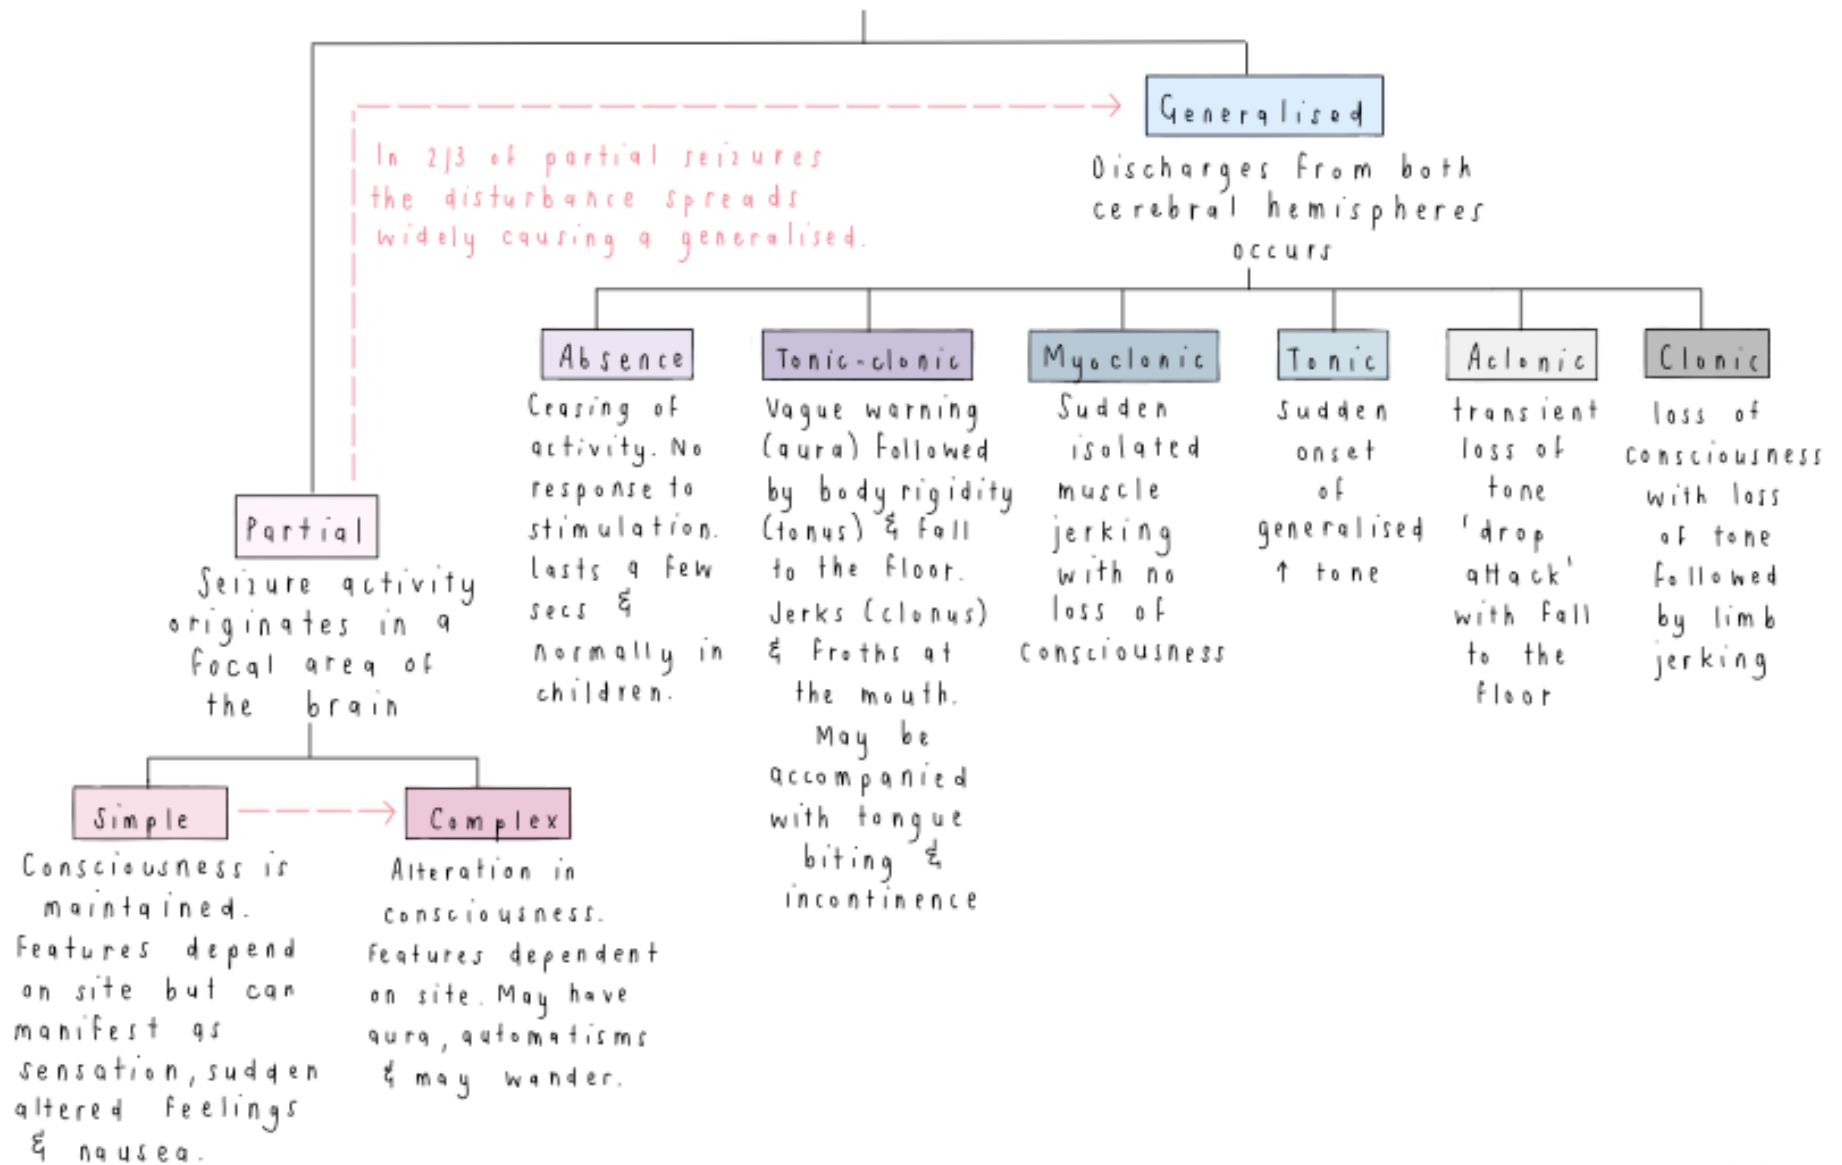 Generalised
Discharges from both
cerebral hemispheres
occurs
In 2/3 of partial seizures
the disturbance spreads
widely causing a generalised.
Absence
Ceasing of
activity. No
response to
stimulation.
lasts a few
secs &
normally in
children.
Tonic-clonic
Vague warning
(aura) followed
by body rigidity
(tonus) & fall
to the floor.
Jerks (clonus)
& froths at
the mouth.
May be
accompanied
with tongue
biting &
incontinence
Myoclonic
Sudden
isolated
muscle
jerking
with no
loss of
consciousness
Tonic
Sudden
onset
of
generalised
↑ tone
Aclonic
transient
loss of
tone
'drop
attack'
with fall
to the
floor
Clonic
loss of
consciousness
with loss
of tone
followed
by limb
jerking
Partial
Seizure activity
originates in a
focal area of
the brain
Simple
Consciousness is
maintained.
Features depend
on site but can
manifest as
sensation, sudden
altered feelings
& nausea.
Complex
Alteration in
consciousness.
Features dependent
on site. May have
aura, automatisms
& may wander.